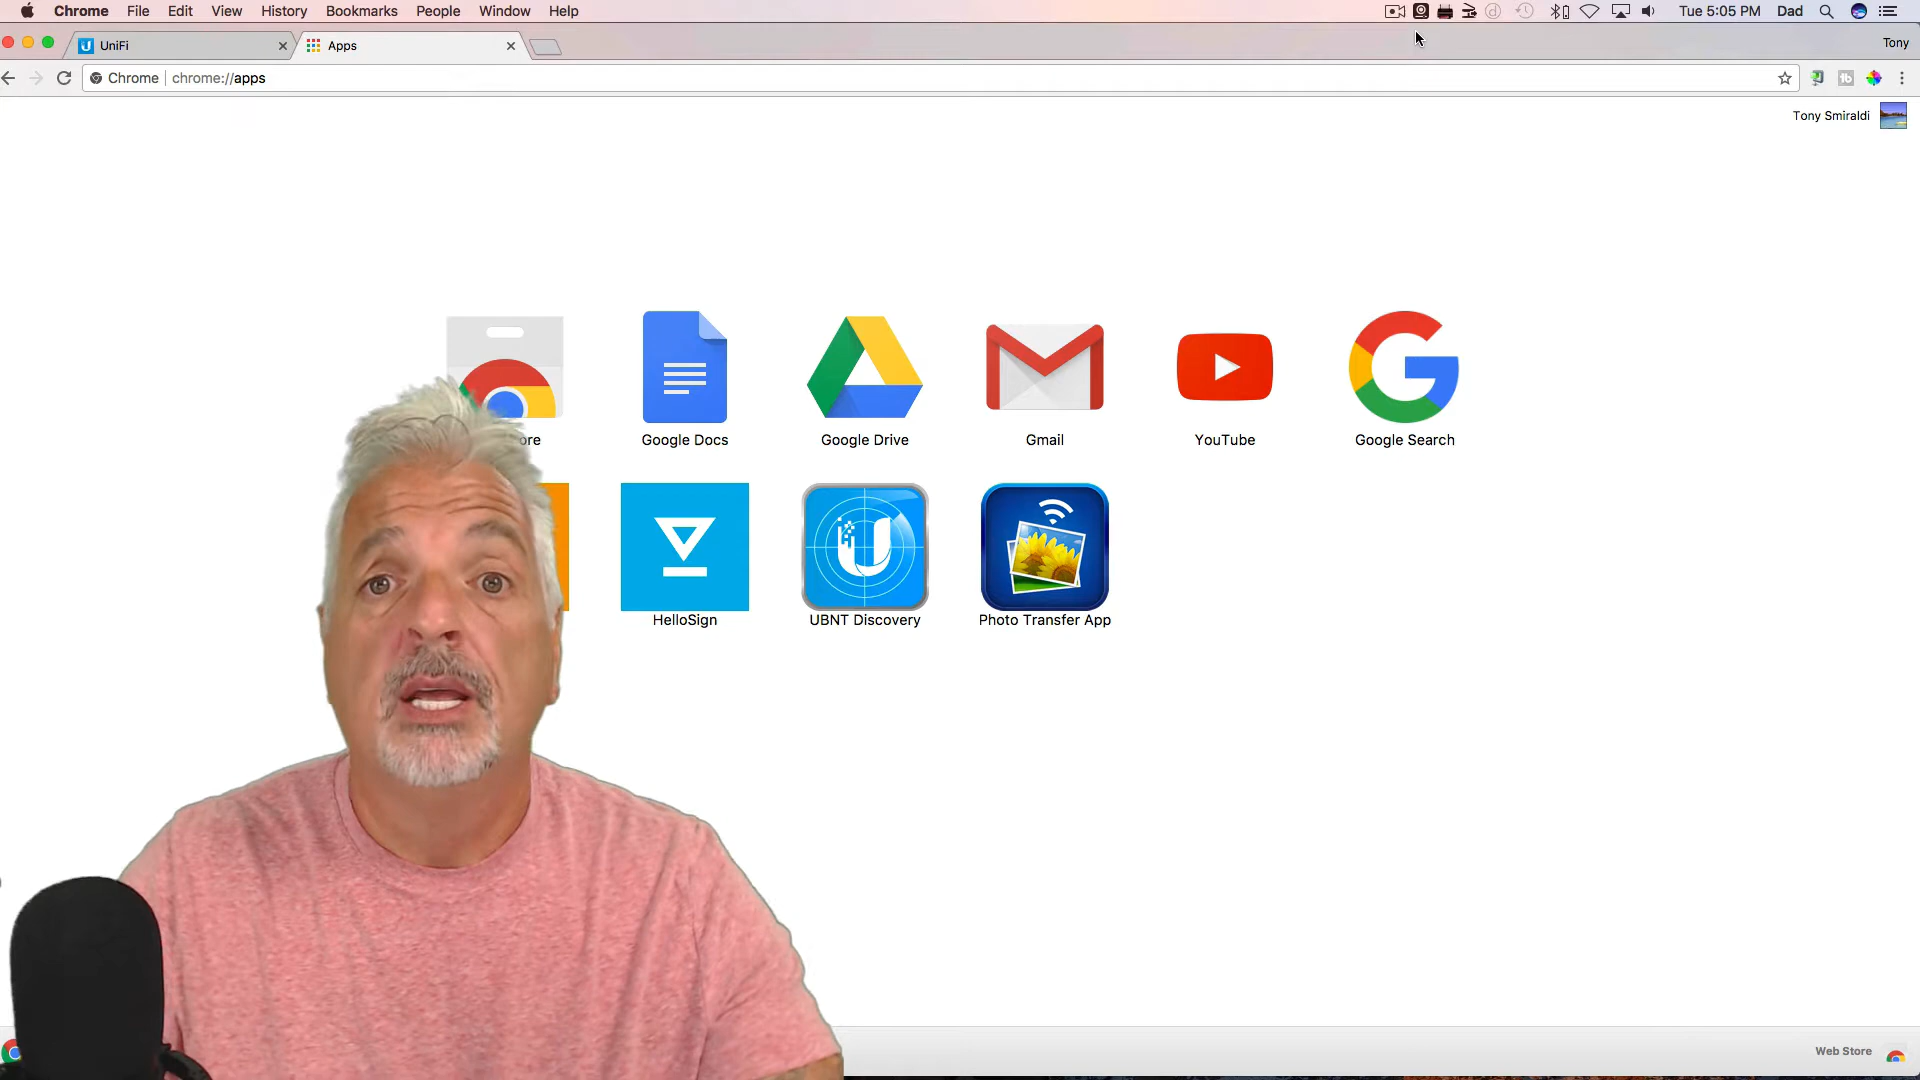 Chrome File Edit View History Bookmarks People Window Help Tue 5:05 PM Dad
UniFi Apps Tony
Chrome chrome://apps
Tony Smiraldi
ore Google Docs Google Drive Gmail YouTube Google Search
HelloSign UBNT Discovery Photo Transfer App
Web Store